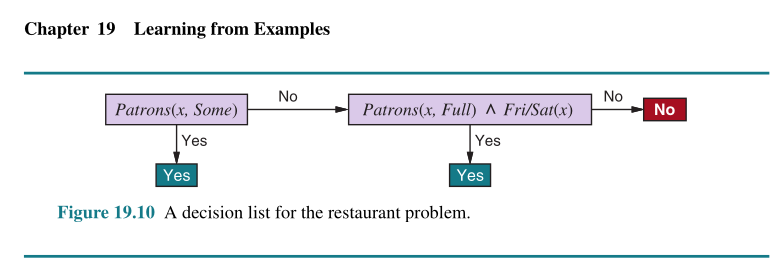 Chapter 19 Learning from Examples
Patrons(x, Some) No Patrons(x, Full) ∧ Fri/Sat(x) No No
Yes Yes
Yes Yes
Figure 19.10 A decision list for the restaurant problem.